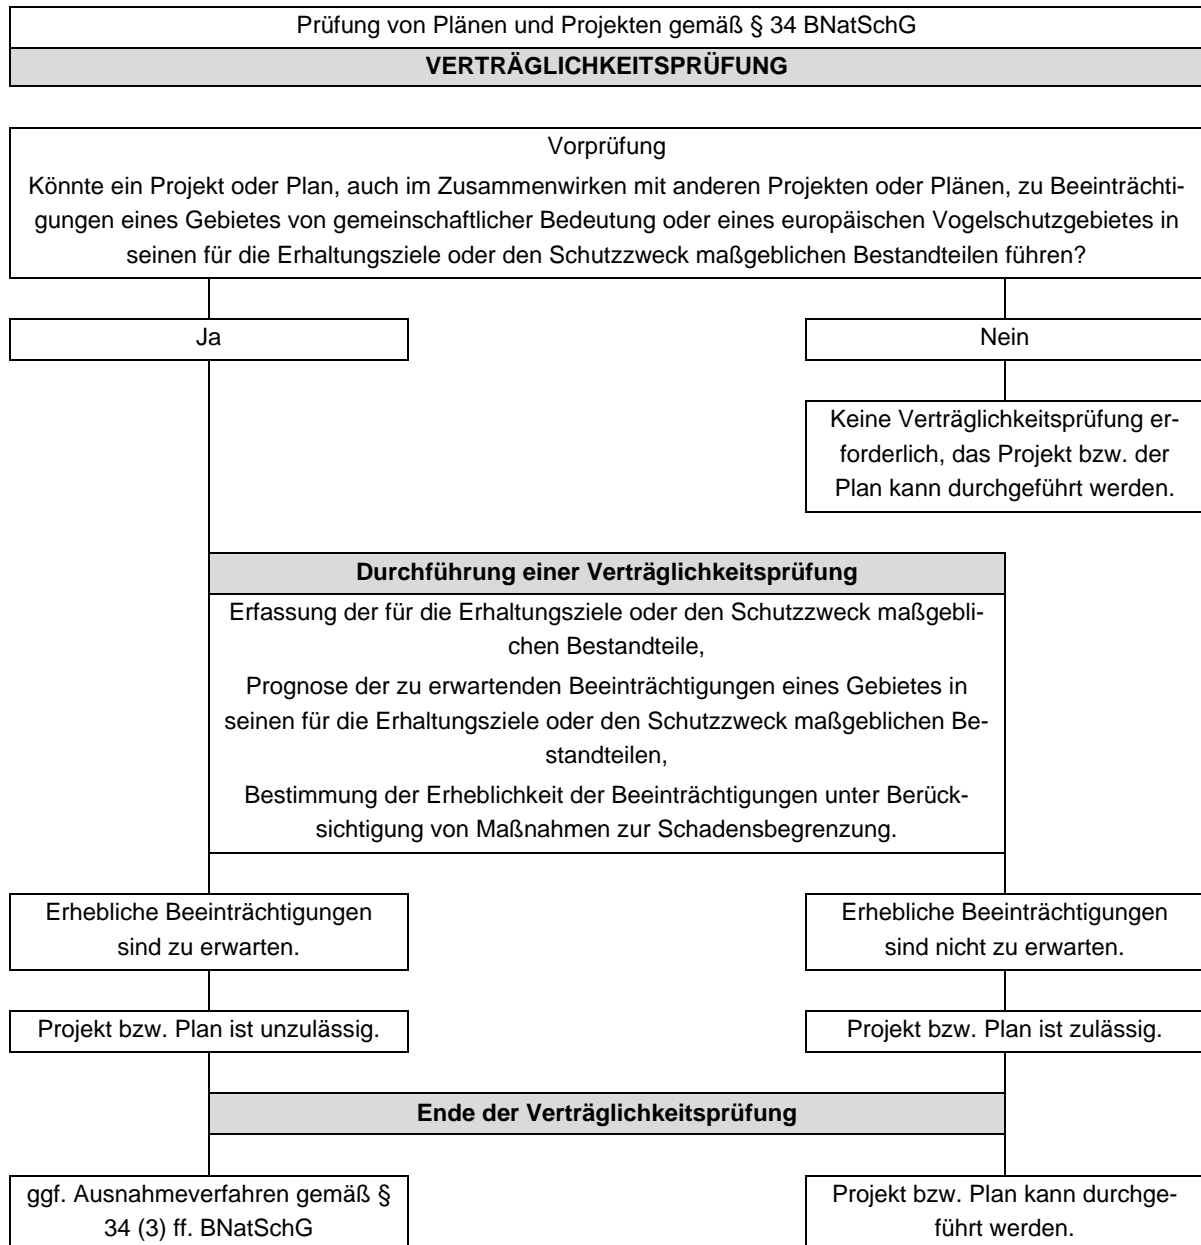 Prüfung von Plänen und Projekten gemäß § 34 BNatSchG
VERTRÄGLICHKEITSPRÜFUNG
Vorprüfung
Könnte ein Projekt oder Plan, auch im Zusammenwirken mit anderen Projekten oder Plänen, zu Beeinträchti-
gungen eines Gebietes von gemeinschaftlicher Bedeutung oder eines europäischen Vogelschutzgebietes in
seinen für die Erhaltungsziele oder den Schutzzweck maßgeblichen Bestandteilen führen?
Ja
Nein
Keine Verträglichkeitsprüfung er-
forderlich, das Projekt bzw. der
Plan kann durchgeführt werden.
Durchführung einer Verträglichkeitsprüfung
Erfassung der für die Erhaltungsziele oder den Schutzzweck maßgebli-
chen Bestandteile,
Prognose der zu erwartenden Beeinträchtigungen eines Gebietes in
seinen für die Erhaltungsziele oder den Schutzzweck maßgeblichen Be-
standteilen,
Bestimmung der Erheblichkeit der Beeinträchtigungen unter Berück-
sichtigung von Maßnahmen zur Schadensbegrenzung.
Erhebliche Beeinträchtigungen
sind zu erwarten.
Erhebliche Beeinträchtigungen
sind nicht zu erwarten.
Projekt bzw. Plan ist unzulässig.
Projekt bzw. Plan ist zulässig.
Ende der Verträglichkeitsprüfung
ggf. Ausnahmeverfahren gemäß §
34 (3) ff. BNatSchG
Projekt bzw. Plan kann durchge-
führt werden.